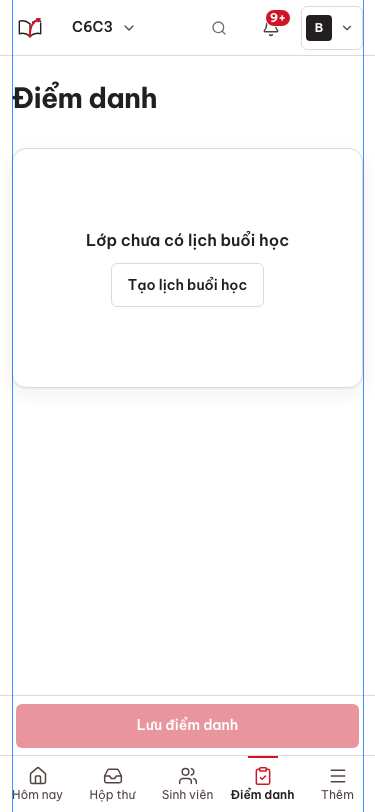 C6C3
9+
B
Điểm danh
Lớp chưa có lịch buổi học
Tạo lịch buổi học
Lưu điểm danh
Hôm nay
Hộp thư
Sinh viên
Điểm danh
Thêm